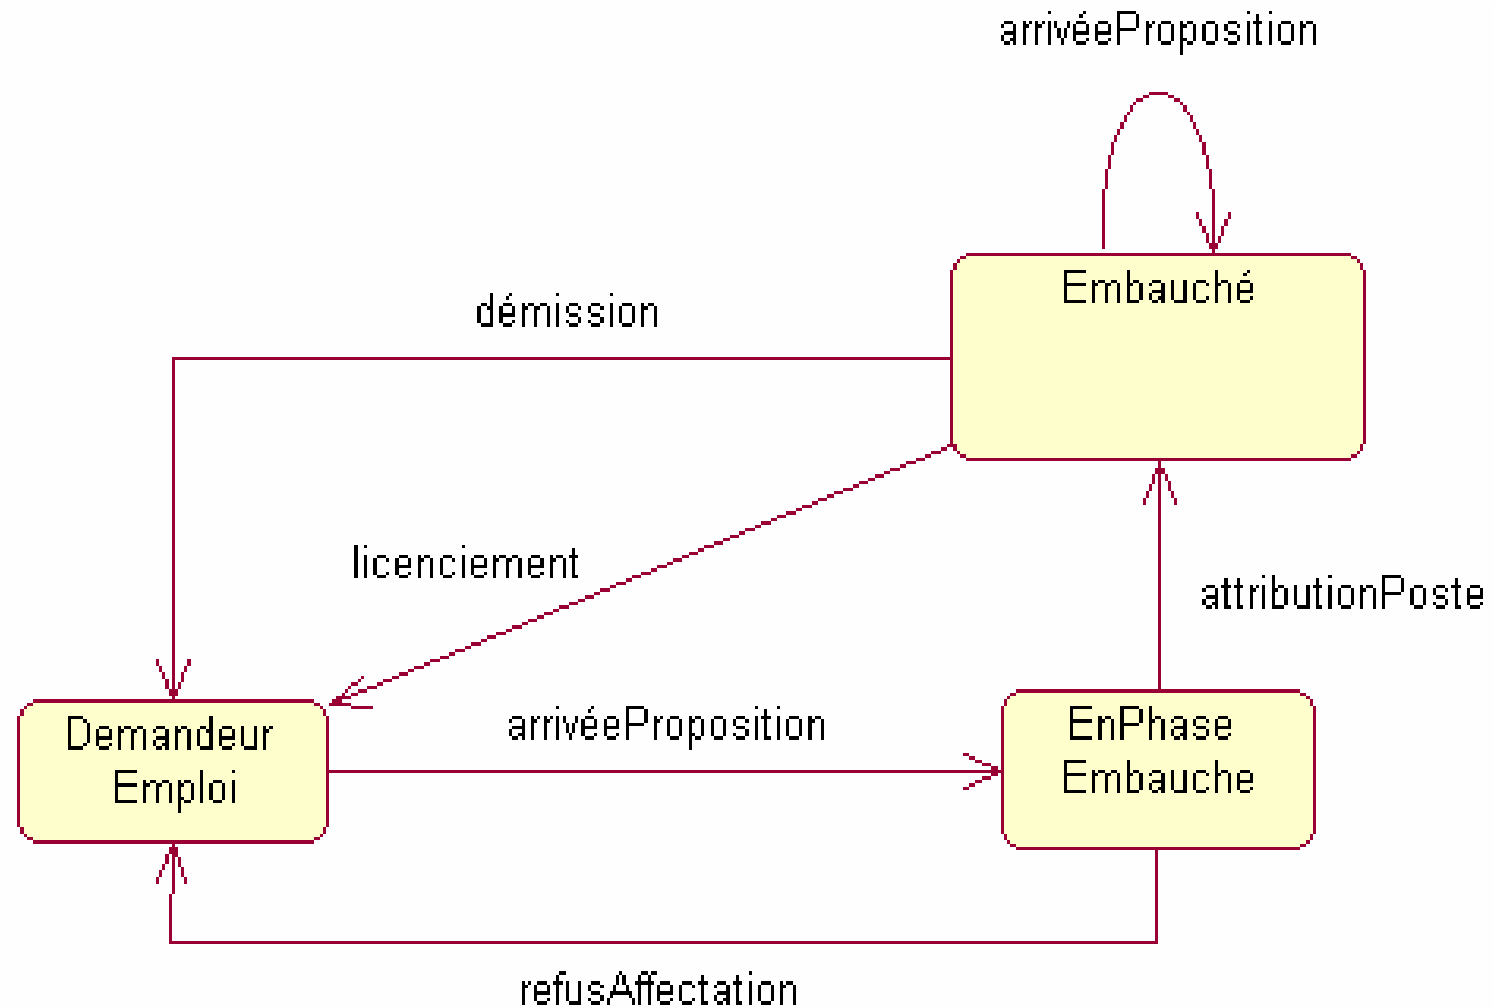 arrivéeProposition
Embauché
démission
licenciement
attributionPoste
Demandeur
Emploi
arrivéeProposition
EnPhase
Embauche
refusAffectation